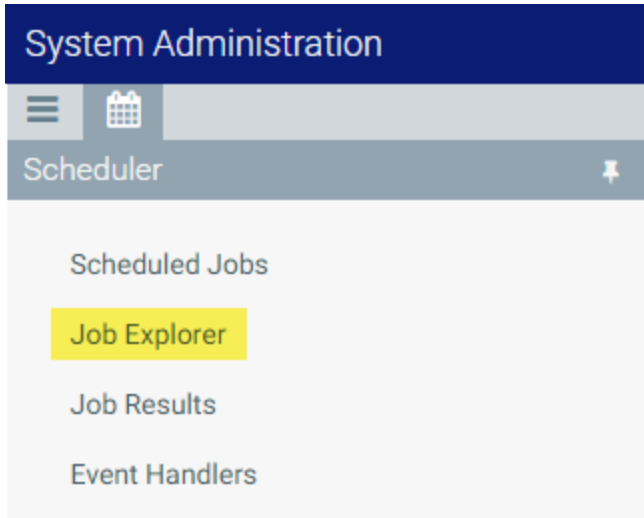 System Administration
Scheduler
Scheduled Jobs
Job Explorer
Job Results
Event Handlers